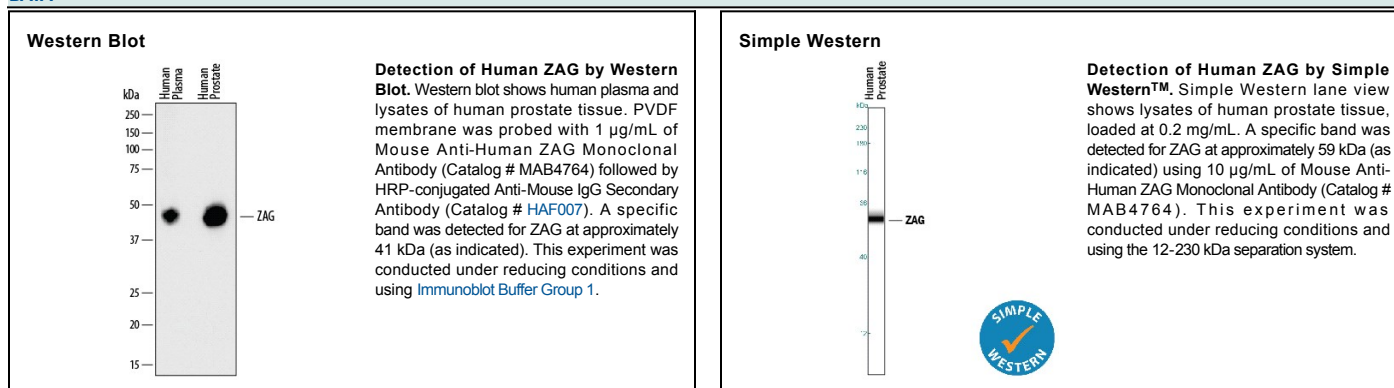 Western Blot
Human
Plasma
Human
Prostate
kDa
250
150
100
75
50
37
25
20
15
ZAG
Detection of Human ZAG by Western
Blot. Western blot shows human plasma and
lysates of human prostate tissue. PVDF
membrane was probed with 1 µg/mL of
Mouse Anti-Human ZAG Monoclonal
Antibody (Catalog # MAB4764) followed by
HRP-conjugated Anti-Mouse IgG Secondary
Antibody (Catalog # HAF007). A specific
band was detected for ZAG at approximately
41 kDa (as indicated). This experiment was
conducted under reducing conditions and
using Immunoblot Buffer Group 1.
Simple Western
Human
Prostate
kDa
230
180
116
66
40
12
ZAG
SIMPLE
WESTERN
Detection of Human ZAG by Simple
Western™. Simple Western lane view
shows lysates of human prostate tissue,
loaded at 0.2 mg/mL. A specific band was
detected for ZAG at approximately 59 kDa (as
indicated) using 10 µg/mL of Mouse Anti-
Human ZAG Monoclonal Antibody (Catalog #
MAB4764). This experiment was
conducted under reducing conditions and
using the 12-230 kDa separation system.